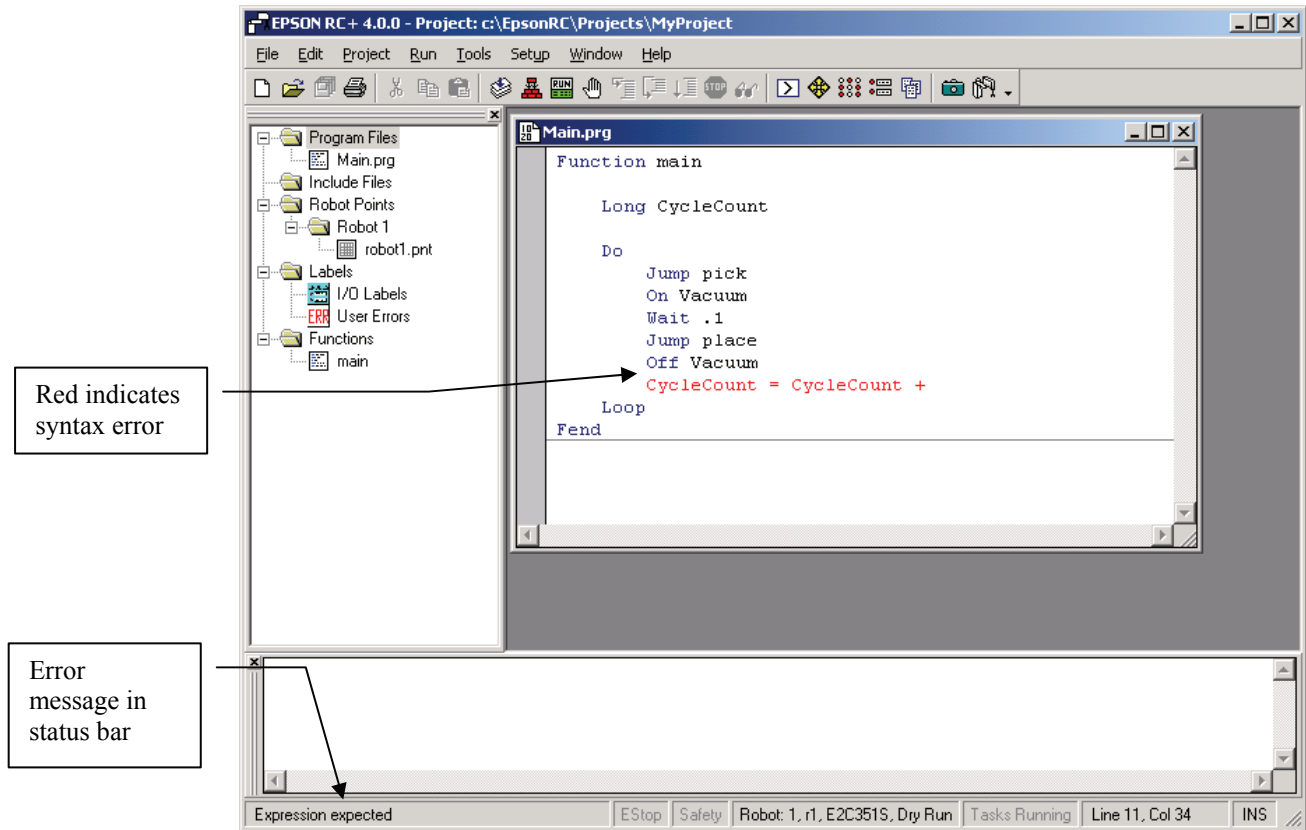 EPSON RC+ 4.0.0 - Project: c:\EpsonRC\Projects\MyProject
File Edit Project Run Tools Setup Window Help
RUN
STOP
Program Files
Main.prg
Include Files
Robot Points
Robot 1
robot1.pnt
Labels
I/O Labels
ERR User Errors
Functions
main
Main.prg
Function main
Long CycleCount
Do
Jump pick
On Vacuum
Wait .1
Jump place
Off Vacuum
CycleCount = CycleCount +
Loop
Fend
Red indicates
syntax error
Error
message in
status bar
Expression expected
EStop Safety Robot: 1, r1, E2C351S, Dry Run Tasks Running Line 11, Col 34 INS